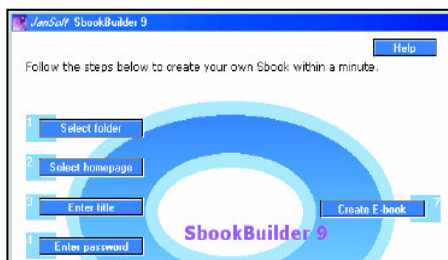 JanSoft SbookBuilder 9
Help
Follow the steps below to create your own Sbook within a minute.
1 Select folder
2 Select homepage
3 Enter title
Create E-book 7
SbookBuilder 9
4 Enter password